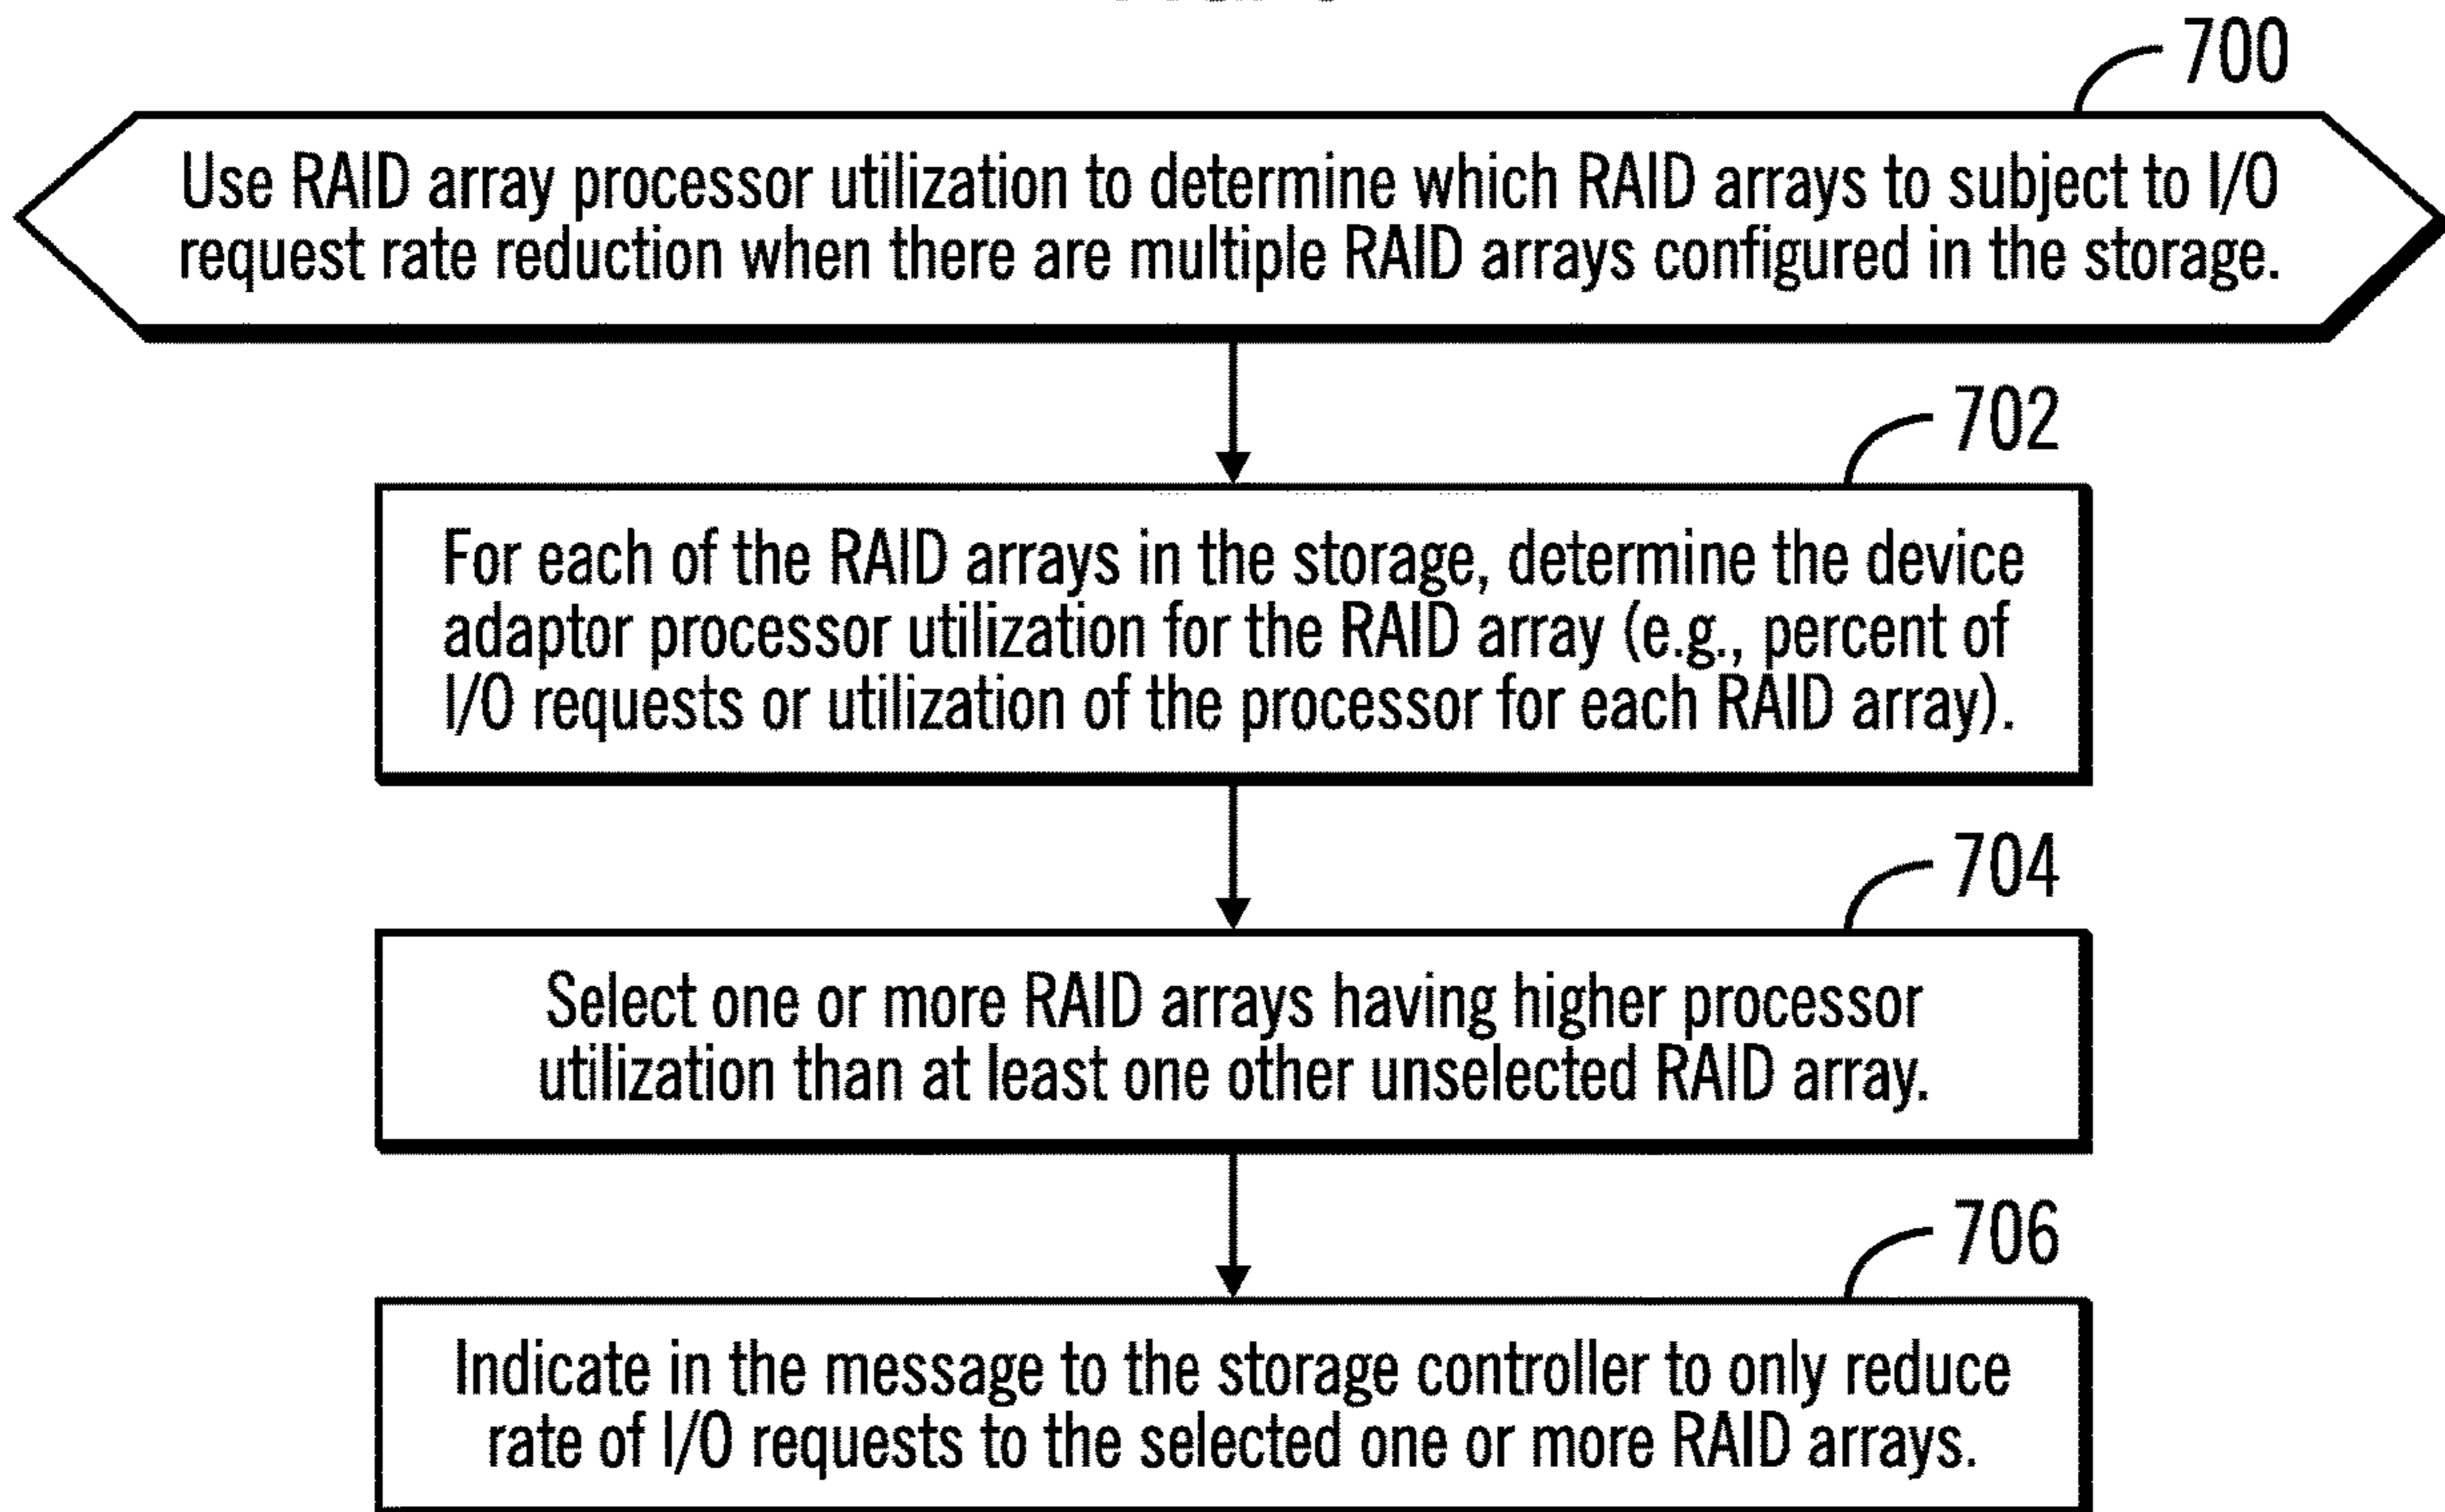 700
Use RAID array processor utilization to determine which RAID arrays to subject to I/O
request rate reduction when there are multiple RAID arrays configured in the storage.
702
For each of the RAID arrays in the storage, determine the device
adaptor processor utilization for the RAID array (e.g., percent of
I/O requests or utilization of the processor for each RAID array).
704
Select one or more RAID arrays having higher processor
utilization than at least one other unselected RAID array.
706
Indicate in the message to the storage controller to only reduce
rate of I/O requests to the selected one or more RAID arrays.